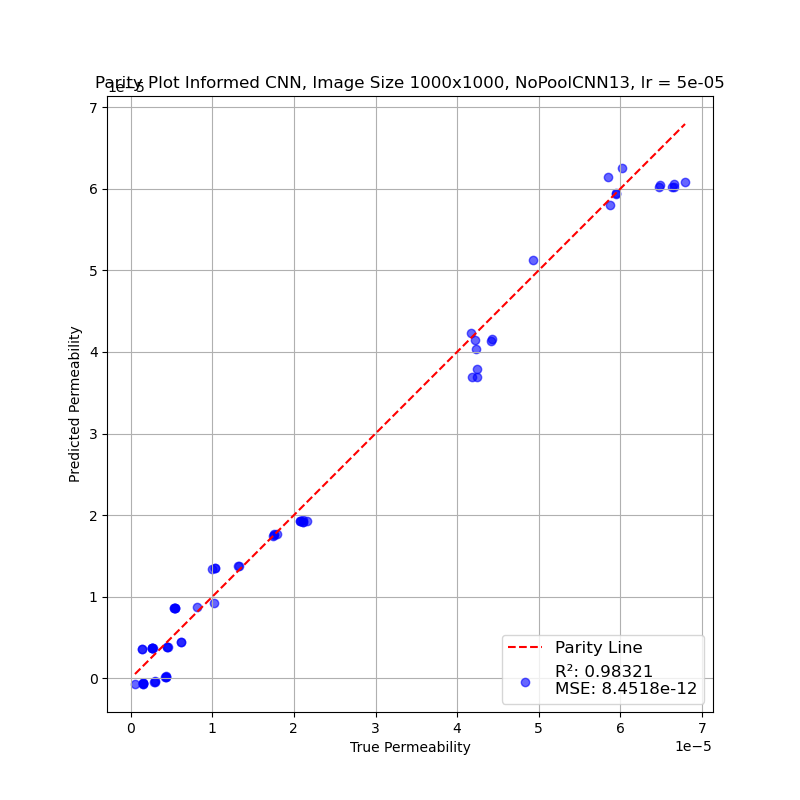 Parity Plot Informed CNN, Image Size 1000x1000, NoPoolCNN13, lr = 5e-05
1e−5
7
6
5
4
3
2
1
0
Predicted Permeability
Parity Line
R²: 0.98321
MSE: 8.4518e-12
0 1 2 3 4 5 6 7
True Permeability
1e−5